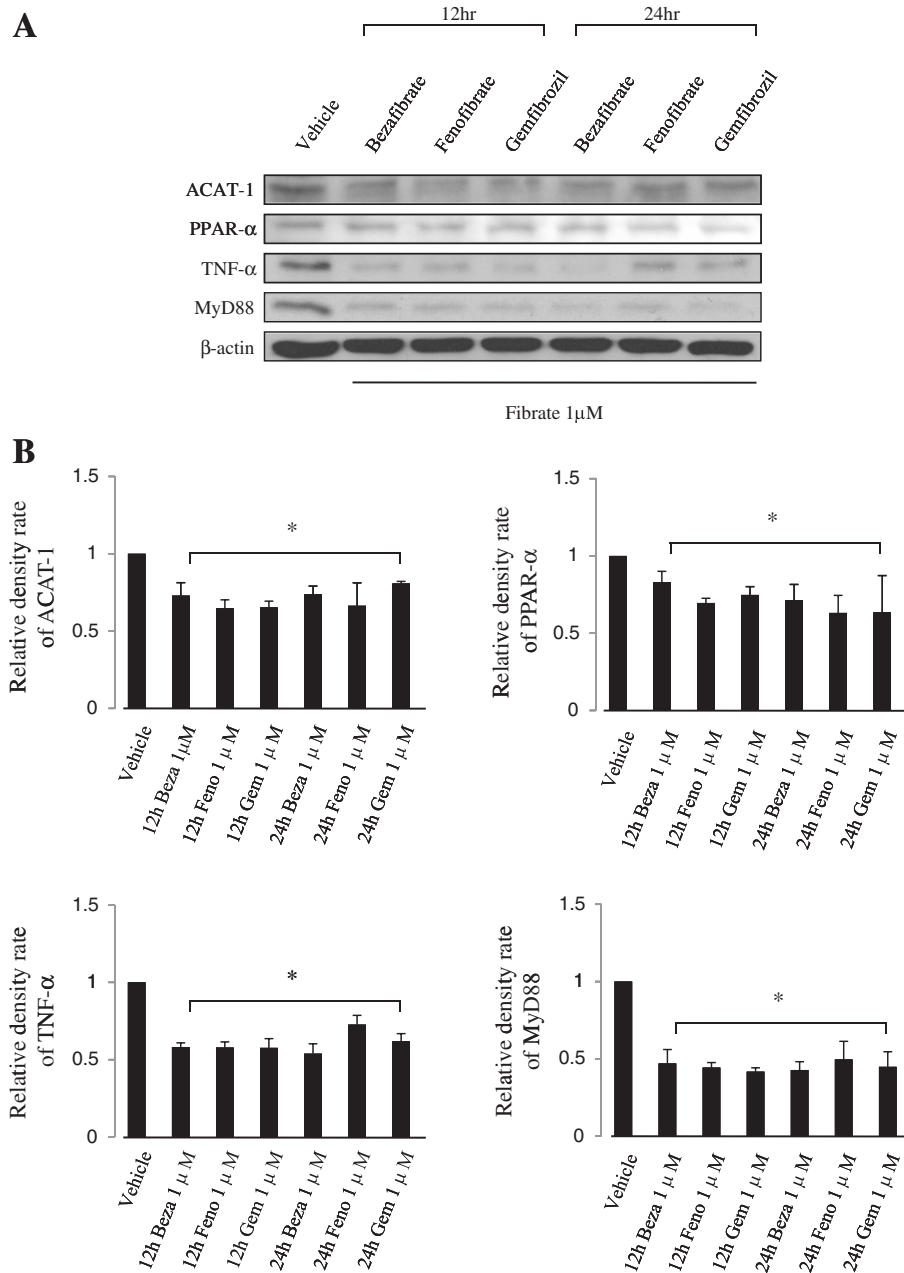 A
12hr
24hr
Vehicle
Bezafibrate
Fenofibrate
Gemfibrozil
Bezafibrate
Fenofibrate
Gemfibrozil
ACAT-1
PPAR-α
TNF-α
MyD88
β-actin
Fibrate 1μM
B
Relative density rate
of ACAT-1
1.5
1
0.5
0
*
Vehicle
12h Beza 1μM
12h Feno 1 μ M
12h Gem 1 μ M
24h Beza 1 μ M
24h Feno 1 μ M
24h Gem 1 μ M
Relative density rate
of PPAR-α
1.5
1
0.5
0
*
Vehicle
12h Beza 1 μ M
12h Feno 1 μ M
12h Gem 1 μ M
24h Beza 1 μ M
24h Feno 1 μ M
24h Gem 1 μ M
Relative density rate
of TNF-α
1.5
1
0.5
0
*
Vehicle
12h Beza 1 μ M
12h Feno 1 μ M
12h Gem 1 μ M
24h Beza 1 μ M
24h Feno 1 μ M
24h Gem 1 μ M
Relative density rate
of MyD88
1.5
1
0.5
0
*
Vehicle
12h Beza 1 μ M
12h Feno 1 μ M
12h Gem 1 μ M
24h Beza 1 μ M
24h Feno 1 μ M
24h Gem 1 μ M